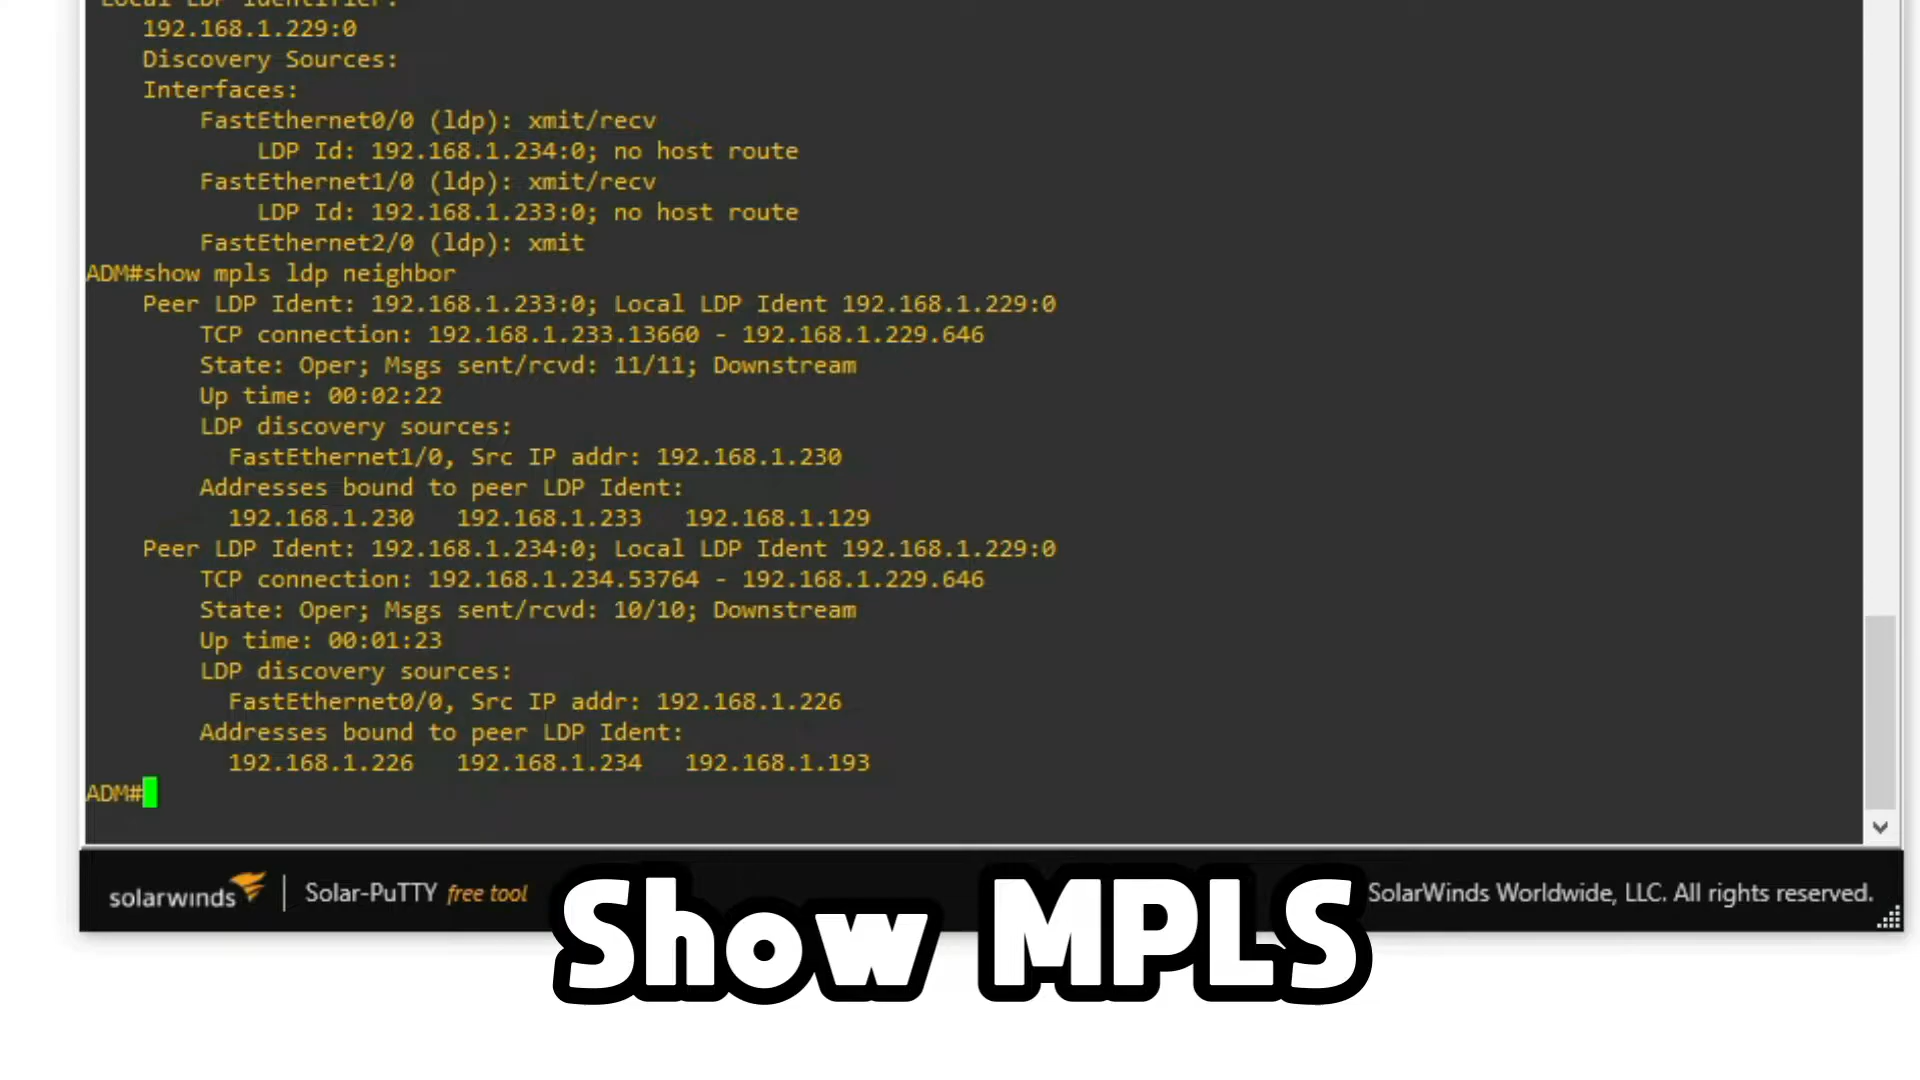 Local LDP Identifier:
192.168.1.229:0
Discovery Sources:
Interfaces:
FastEthernet0/0 (ldp): xmit/recv
LDP Id: 192.168.1.234:0; no host route
FastEthernet1/0 (ldp): xmit/recv
LDP Id: 192.168.1.233:0; no host route
FastEthernet2/0 (ldp): xmit
ADM#show mpls ldp neighbor
Peer LDP Ident: 192.168.1.233:0; Local LDP Ident 192.168.1.229:0
TCP connection: 192.168.1.233.13660 - 192.168.1.229.646
State: Oper; Msgs sent/rcvd: 11/11; Downstream
Up time: 00:02:22
LDP discovery sources:
FastEthernet1/0, Src IP addr: 192.168.1.230
Addresses bound to peer LDP Ident:
192.168.1.230 192.168.1.233 192.168.1.129
Peer LDP Ident: 192.168.1.234:0; Local LDP Ident 192.168.1.229:0
TCP connection: 192.168.1.234.53764 - 192.168.1.229.646
State: Oper; Msgs sent/rcvd: 10/10; Downstream
Up time: 00:01:23
LDP discovery sources:
FastEthernet0/0, Src IP addr: 192.168.1.226
Addresses bound to peer LDP Ident:
192.168.1.226 192.168.1.234 192.168.1.193
ADM#
solarwinds Solar-PuTTY free tool SolarWinds Worldwide, LLC. All rights reserved.
Show MPLS